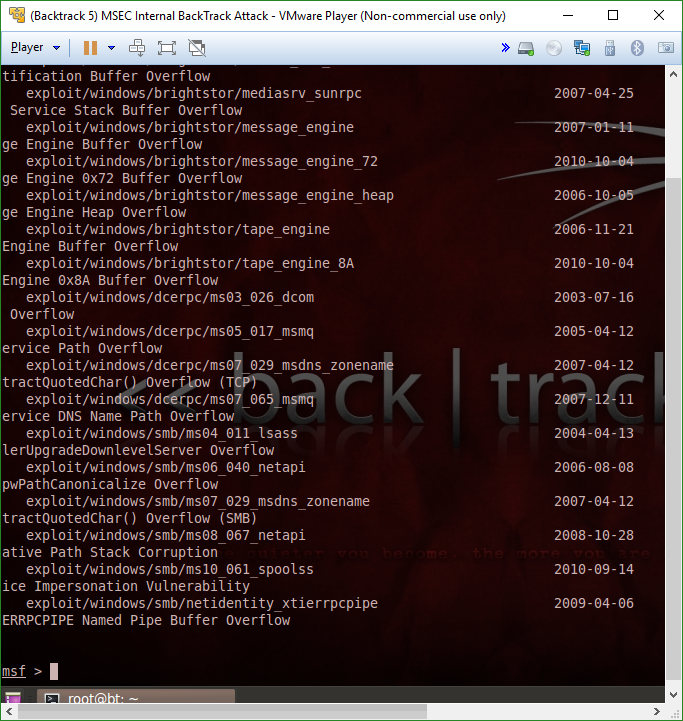 (Backtrack 5) MSEC Internal BackTrack Attack - VMware Player (Non-commercial use only)
Player
tification Buffer Overflow
exploit/windows/brightstor/mediasrv_sunrpc 2007-04-25
Service Stack Buffer Overflow
exploit/windows/brightstor/message_engine 2007-01-11
ge Engine Buffer Overflow
exploit/windows/brightstor/message_engine_72 2010-10-04
ge Engine 0x72 Buffer Overflow
exploit/windows/brightstor/message_engine_heap 2006-10-05
ge Engine Heap Overflow
exploit/windows/brightstor/tape_engine 2006-11-21
Engine Buffer Overflow
exploit/windows/brightstor/tape_engine_8A 2010-10-04
Engine 0x8A Buffer Overflow
exploit/windows/dcerpc/ms03_026_dcom 2003-07-16
Overflow
exploit/windows/dcerpc/ms05_017_msmq 2005-04-12
ervice Path Overflow
exploit/windows/dcerpc/ms07_029_msdns_zonename 2007-04-12
tractQuotedChar() Overflow (TCP)
exploit/windows/dcerpc/ms07_065_msmq 2007-12-11
ervice DNS Name Path Overflow
exploit/windows/smb/ms04_011_lsass 2004-04-13
lerUpgradeDownlevelServer Overflow
exploit/windows/smb/ms06_040_netapi 2006-08-08
pwPathCanonicalize Overflow
exploit/windows/smb/ms07_029_msdns_zonename 2007-04-12
tractQuotedChar() Overflow (SMB)
exploit/windows/smb/ms08_067_netapi 2008-10-28
ative Path Stack Corruption
exploit/windows/smb/ms10_061_spoolss 2010-09-14
ice Impersonation Vulnerability
exploit/windows/smb/netidentity_xtierrpcpipe 2009-04-06
ERRPCPIPE Named Pipe Buffer Overflow
<< back | track
quieter you become, the more you are
msf >
root@bt: ~